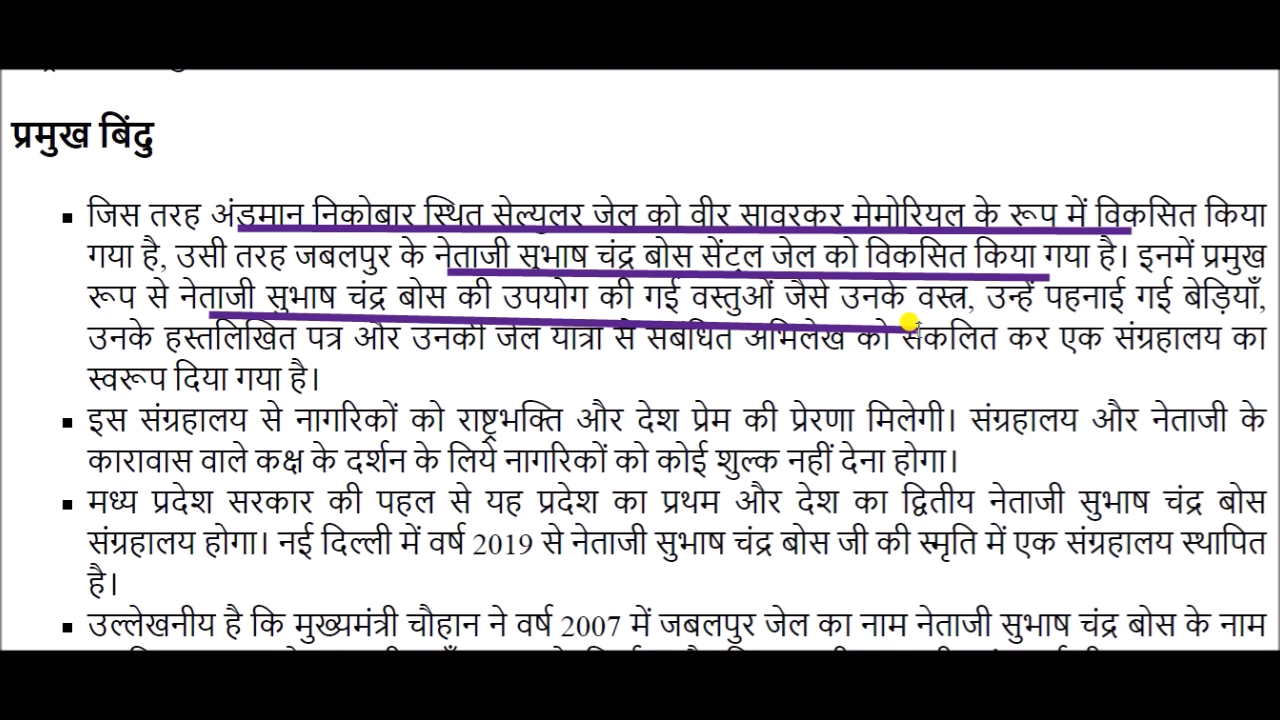 प्रमुख बिंदु
▪ जिस तरह अंडमान निकोबार स्थित सेल्यूलर जेल को वीर सावरकर मेमोरियल के रूप में विकसित किया
गया है, उसी तरह जबलपुर के नेताजी सुभाष चंद्र बोस सेंट्रल जेल को विकसित किया गया है। इनमें प्रमुख
रूप से नेताजी सुभाष चंद्र बोस की उपयोग की गई वस्तुओं जैसे उनके वस्त्र, उन्हें पहनाई गई बेड़ियाँ,
उनके हस्तलिखित पत्र और उनकी जेल यात्रा से संबंधित अभिलेख को संकलित कर एक संग्रहालय का
स्वरूप दिया गया है।
▪ इस संग्रहालय से नागरिकों को राष्ट्रभक्ति और देश प्रेम की प्रेरणा मिलेगी। संग्रहालय और नेताजी के
कारावास वाले कक्ष के दर्शन के लिये नागरिकों को कोई शुल्क नहीं देना होगा।
▪ मध्य प्रदेश सरकार की पहल से यह प्रदेश का प्रथम और देश का द्वितीय नेताजी सुभाष चंद्र बोस
संग्रहालय होगा। नई दिल्ली में वर्ष 2019 से नेताजी सुभाष चंद्र बोस जी की स्मृति में एक संग्रहालय स्थापित
है।
▪ उल्लेखनीय है कि मुख्यमंत्री चौहान ने वर्ष 2007 में जबलपुर जेल का नाम नेताजी सुभाष चंद्र बोस के नाम